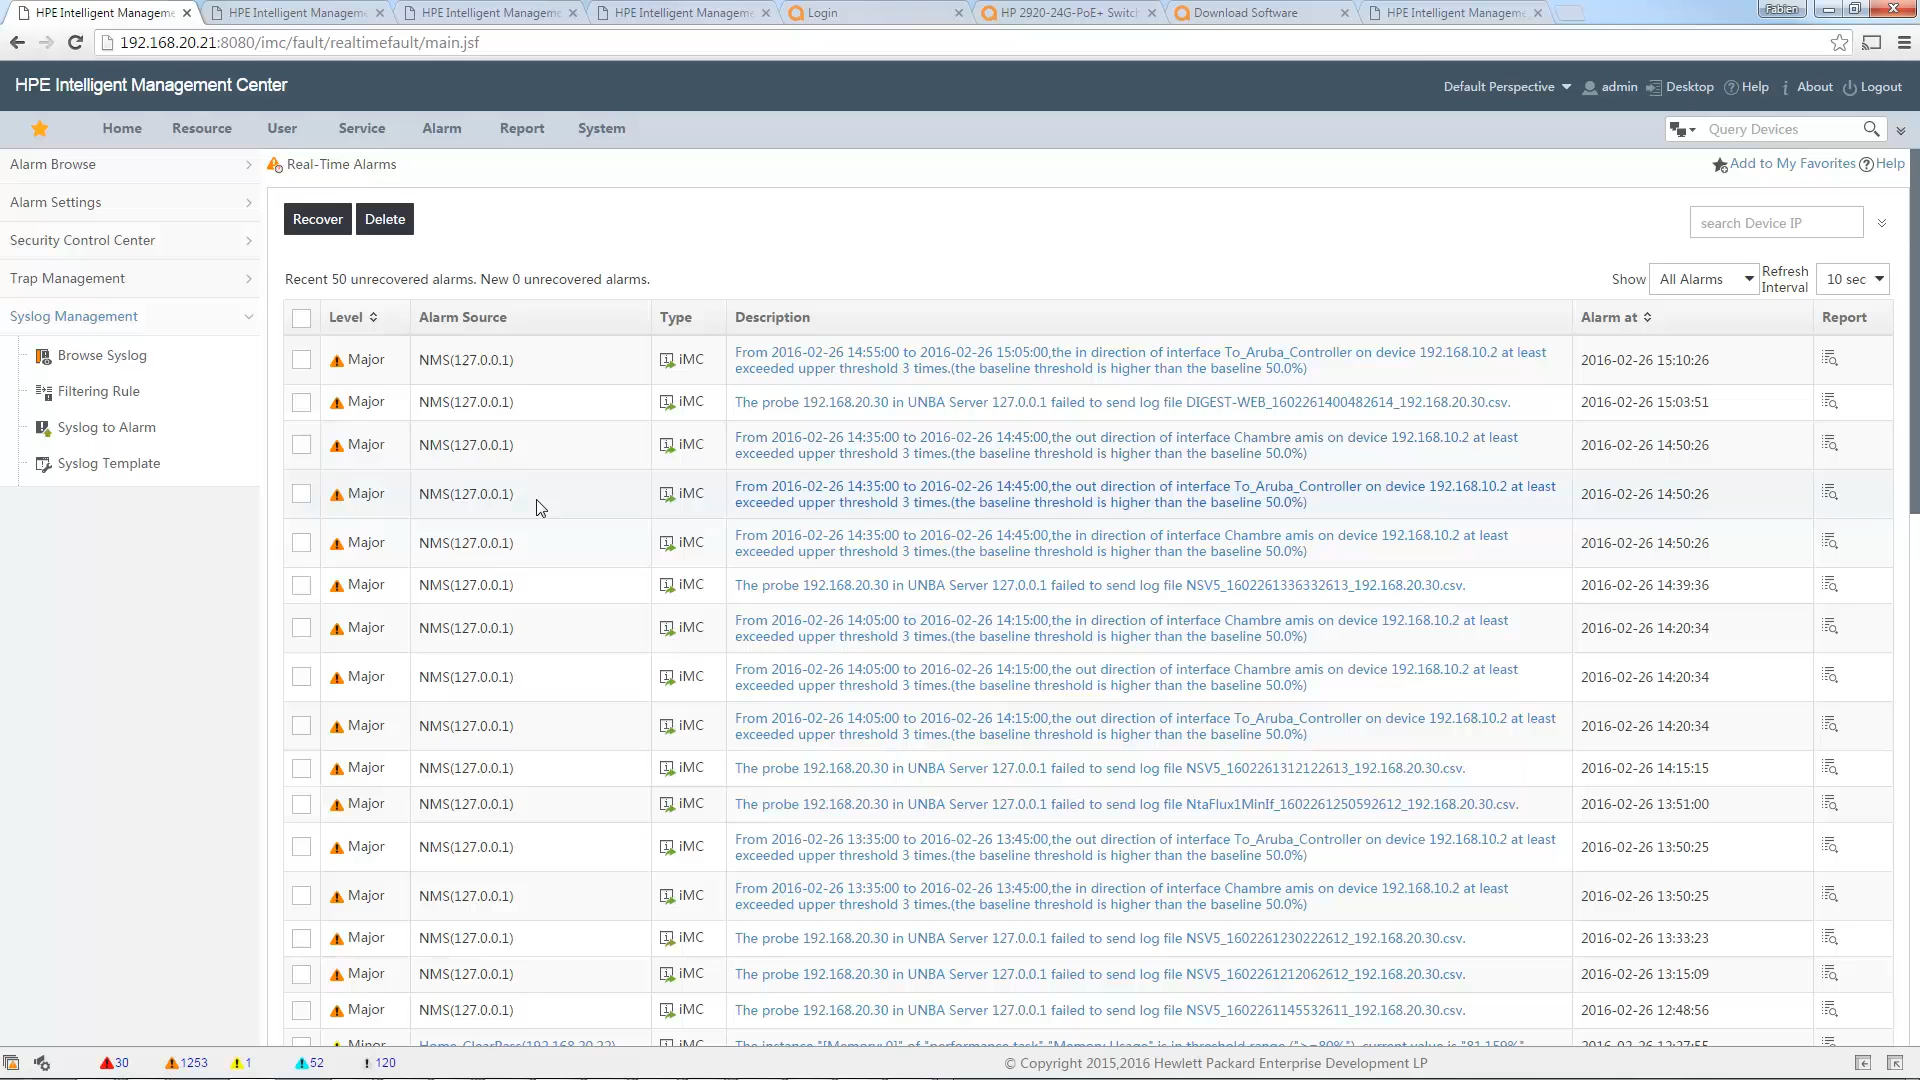 HPE Intelligent Manageme
HPE Intelligent Manageme
HPE Intelligent Manageme
HPE Intelligent Manageme
Login
HP 2920-24G-PoE+ Switch
Download Software
HPE Intelligent Manageme
Fabien
192.168.20.21:8080/imc/fault/realtimefault/main.jsf
HPE Intelligent Management Center
Default Perspective admin Desktop Help About Logout
Home Resource User Service Alarm Report System
Query Devices
Alarm Browse
Alarm Settings
Security Control Center
Trap Management
Syslog Management
Browse Syslog
Filtering Rule
Syslog to Alarm
Syslog Template
Real-Time Alarms
Add to My Favorites Help
Recover Delete
search Device IP
Recent 50 unrecovered alarms. New 0 unrecovered alarms.
Show All Alarms
Refresh
Interval
10 sec
Level Alarm Source Type Description Alarm at Report
Major NMS(127.0.0.1) iMC From 2016-02-26 14:55:00 to 2016-02-26 15:05:00,the in direction of interface To_Aruba_Controller on device 192.168.10.2 at least
exceeded upper threshold 3 times.(the baseline threshold is higher than the baseline 50.0%) 2016-02-26 15:10:26
Major NMS(127.0.0.1) iMC The probe 192.168.20.30 in UNBA Server 127.0.0.1 failed to send log file DIGEST-WEB_1602261400482614_192.168.20.30.csv. 2016-02-26 15:03:51
Major NMS(127.0.0.1) iMC From 2016-02-26 14:35:00 to 2016-02-26 14:45:00,the out direction of interface Chambre amis on device 192.168.10.2 at least
exceeded upper threshold 3 times.(the baseline threshold is higher than the baseline 50.0%) 2016-02-26 14:50:26
Major NMS(127.0.0.1) iMC From 2016-02-26 14:35:00 to 2016-02-26 14:45:00,the out direction of interface To_Aruba_Controller on device 192.168.10.2 at least
exceeded upper threshold 3 times.(the baseline threshold is higher than the baseline 50.0%) 2016-02-26 14:50:26
Major NMS(127.0.0.1) iMC From 2016-02-26 14:35:00 to 2016-02-26 14:45:00,the in direction of interface Chambre amis on device 192.168.10.2 at least
exceeded upper threshold 3 times.(the baseline threshold is higher than the baseline 50.0%) 2016-02-26 14:50:26
Major NMS(127.0.0.1) iMC The probe 192.168.20.30 in UNBA Server 127.0.0.1 failed to send log file NSV5_1602261336332613_192.168.20.30.csv. 2016-02-26 14:39:36
Major NMS(127.0.0.1) iMC From 2016-02-26 14:05:00 to 2016-02-26 14:15:00,the in direction of interface Chambre amis on device 192.168.10.2 at least
exceeded upper threshold 3 times.(the baseline threshold is higher than the baseline 50.0%) 2016-02-26 14:20:34
Major NMS(127.0.0.1) iMC From 2016-02-26 14:05:00 to 2016-02-26 14:15:00,the out direction of interface Chambre amis on device 192.168.10.2 at least
exceeded upper threshold 3 times.(the baseline threshold is higher than the baseline 50.0%) 2016-02-26 14:20:34
Major NMS(127.0.0.1) iMC From 2016-02-26 14:05:00 to 2016-02-26 14:15:00,the out direction of interface To_Aruba_Controller on device 192.168.10.2 at least
exceeded upper threshold 3 times.(the baseline threshold is higher than the baseline 50.0%) 2016-02-26 14:20:34
Major NMS(127.0.0.1) iMC The probe 192.168.20.30 in UNBA Server 127.0.0.1 failed to send log file NSV5_1602261312122613_192.168.20.30.csv. 2016-02-26 14:15:15
Major NMS(127.0.0.1) iMC The probe 192.168.20.30 in UNBA Server 127.0.0.1 failed to send log file NtaFlux1MinIf_1602261250592612_192.168.20.30.csv. 2016-02-26 13:51:00
Major NMS(127.0.0.1) iMC From 2016-02-26 13:35:00 to 2016-02-26 13:45:00,the out direction of interface To_Aruba_Controller on device 192.168.10.2 at least
exceeded upper threshold 3 times.(the baseline threshold is higher than the baseline 50.0%) 2016-02-26 13:50:25
Major NMS(127.0.0.1) iMC From 2016-02-26 13:35:00 to 2016-02-26 13:45:00,the in direction of interface Chambre amis on device 192.168.10.2 at least
exceeded upper threshold 3 times.(the baseline threshold is higher than the baseline 50.0%) 2016-02-26 13:50:25
Major NMS(127.0.0.1) iMC The probe 192.168.20.30 in UNBA Server 127.0.0.1 failed to send log file NSV5_1602261230222612_192.168.20.30.csv. 2016-02-26 13:33:23
Major NMS(127.0.0.1) iMC The probe 192.168.20.30 in UNBA Server 127.0.0.1 failed to send log file NSV5_1602261212062612_192.168.20.30.csv. 2016-02-26 13:15:09
Major NMS(127.0.0.1) iMC The probe 192.168.20.30 in UNBA Server 127.0.0.1 failed to send log file NSV5_1602261145532611_192.168.20.30.csv. 2016-02-26 12:48:56
Minor Home-ClearPass(192.168.20.22) iMC The instance "[Memory:0]" of "performance task" "Memory Usage" is in threshold range (">=80%"), current value is "81.159%". 2016-02-26 12:27:55
30 1253 1 52 120
© Copyright 2015,2016 Hewlett Packard Enterprise Development LP